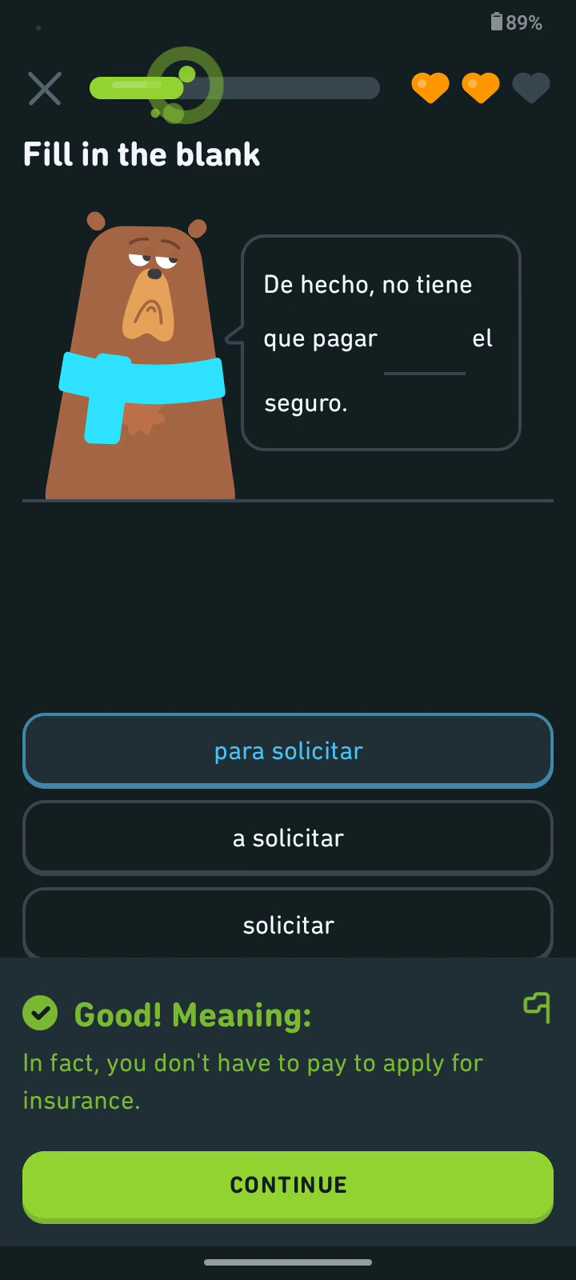 89%
Fill in the blank
De hecho, no tiene
que pagar el
seguro.
para solicitar
a solicitar
solicitar
Good! Meaning:
In fact, you don't have to pay to apply for
insurance.
CONTINUE